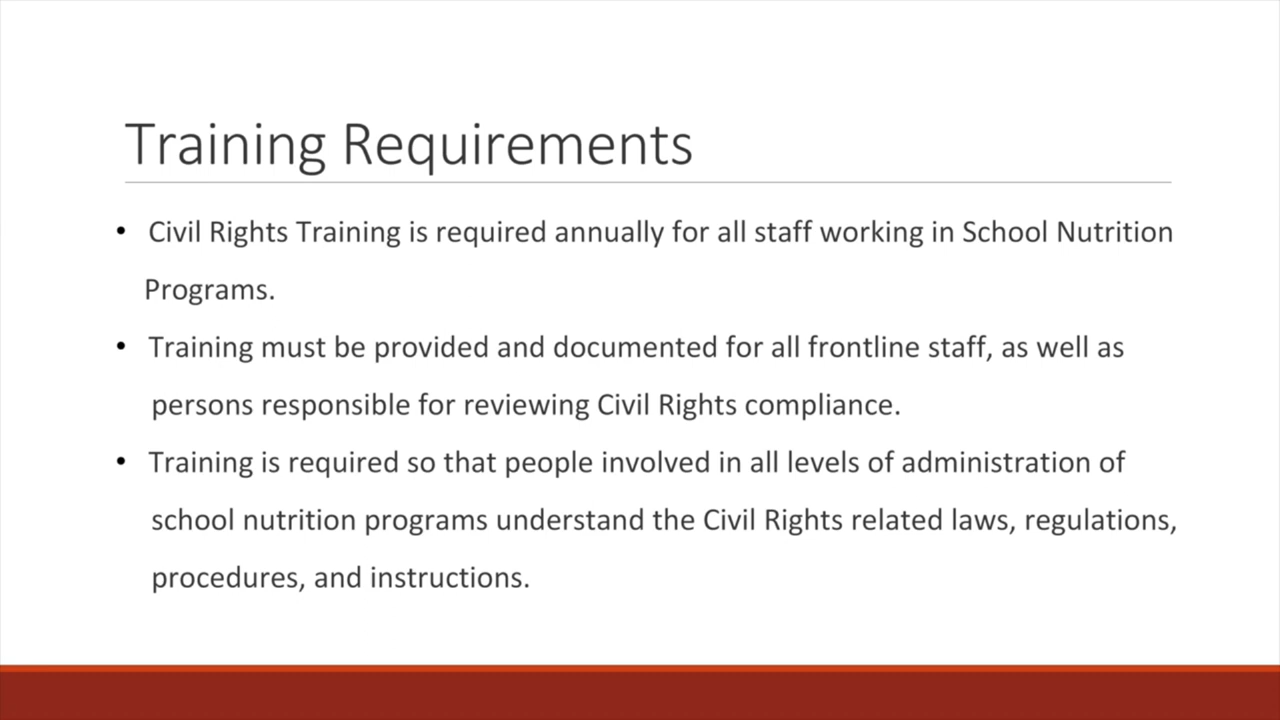 Training Requirements
• Civil Rights Training is required annually for all staff working in School Nutrition
Programs.
• Training must be provided and documented for all frontline staff, as well as
persons responsible for reviewing Civil Rights compliance.
• Training is required so that people involved in all levels of administration of
school nutrition programs understand the Civil Rights related laws, regulations,
procedures, and instructions.